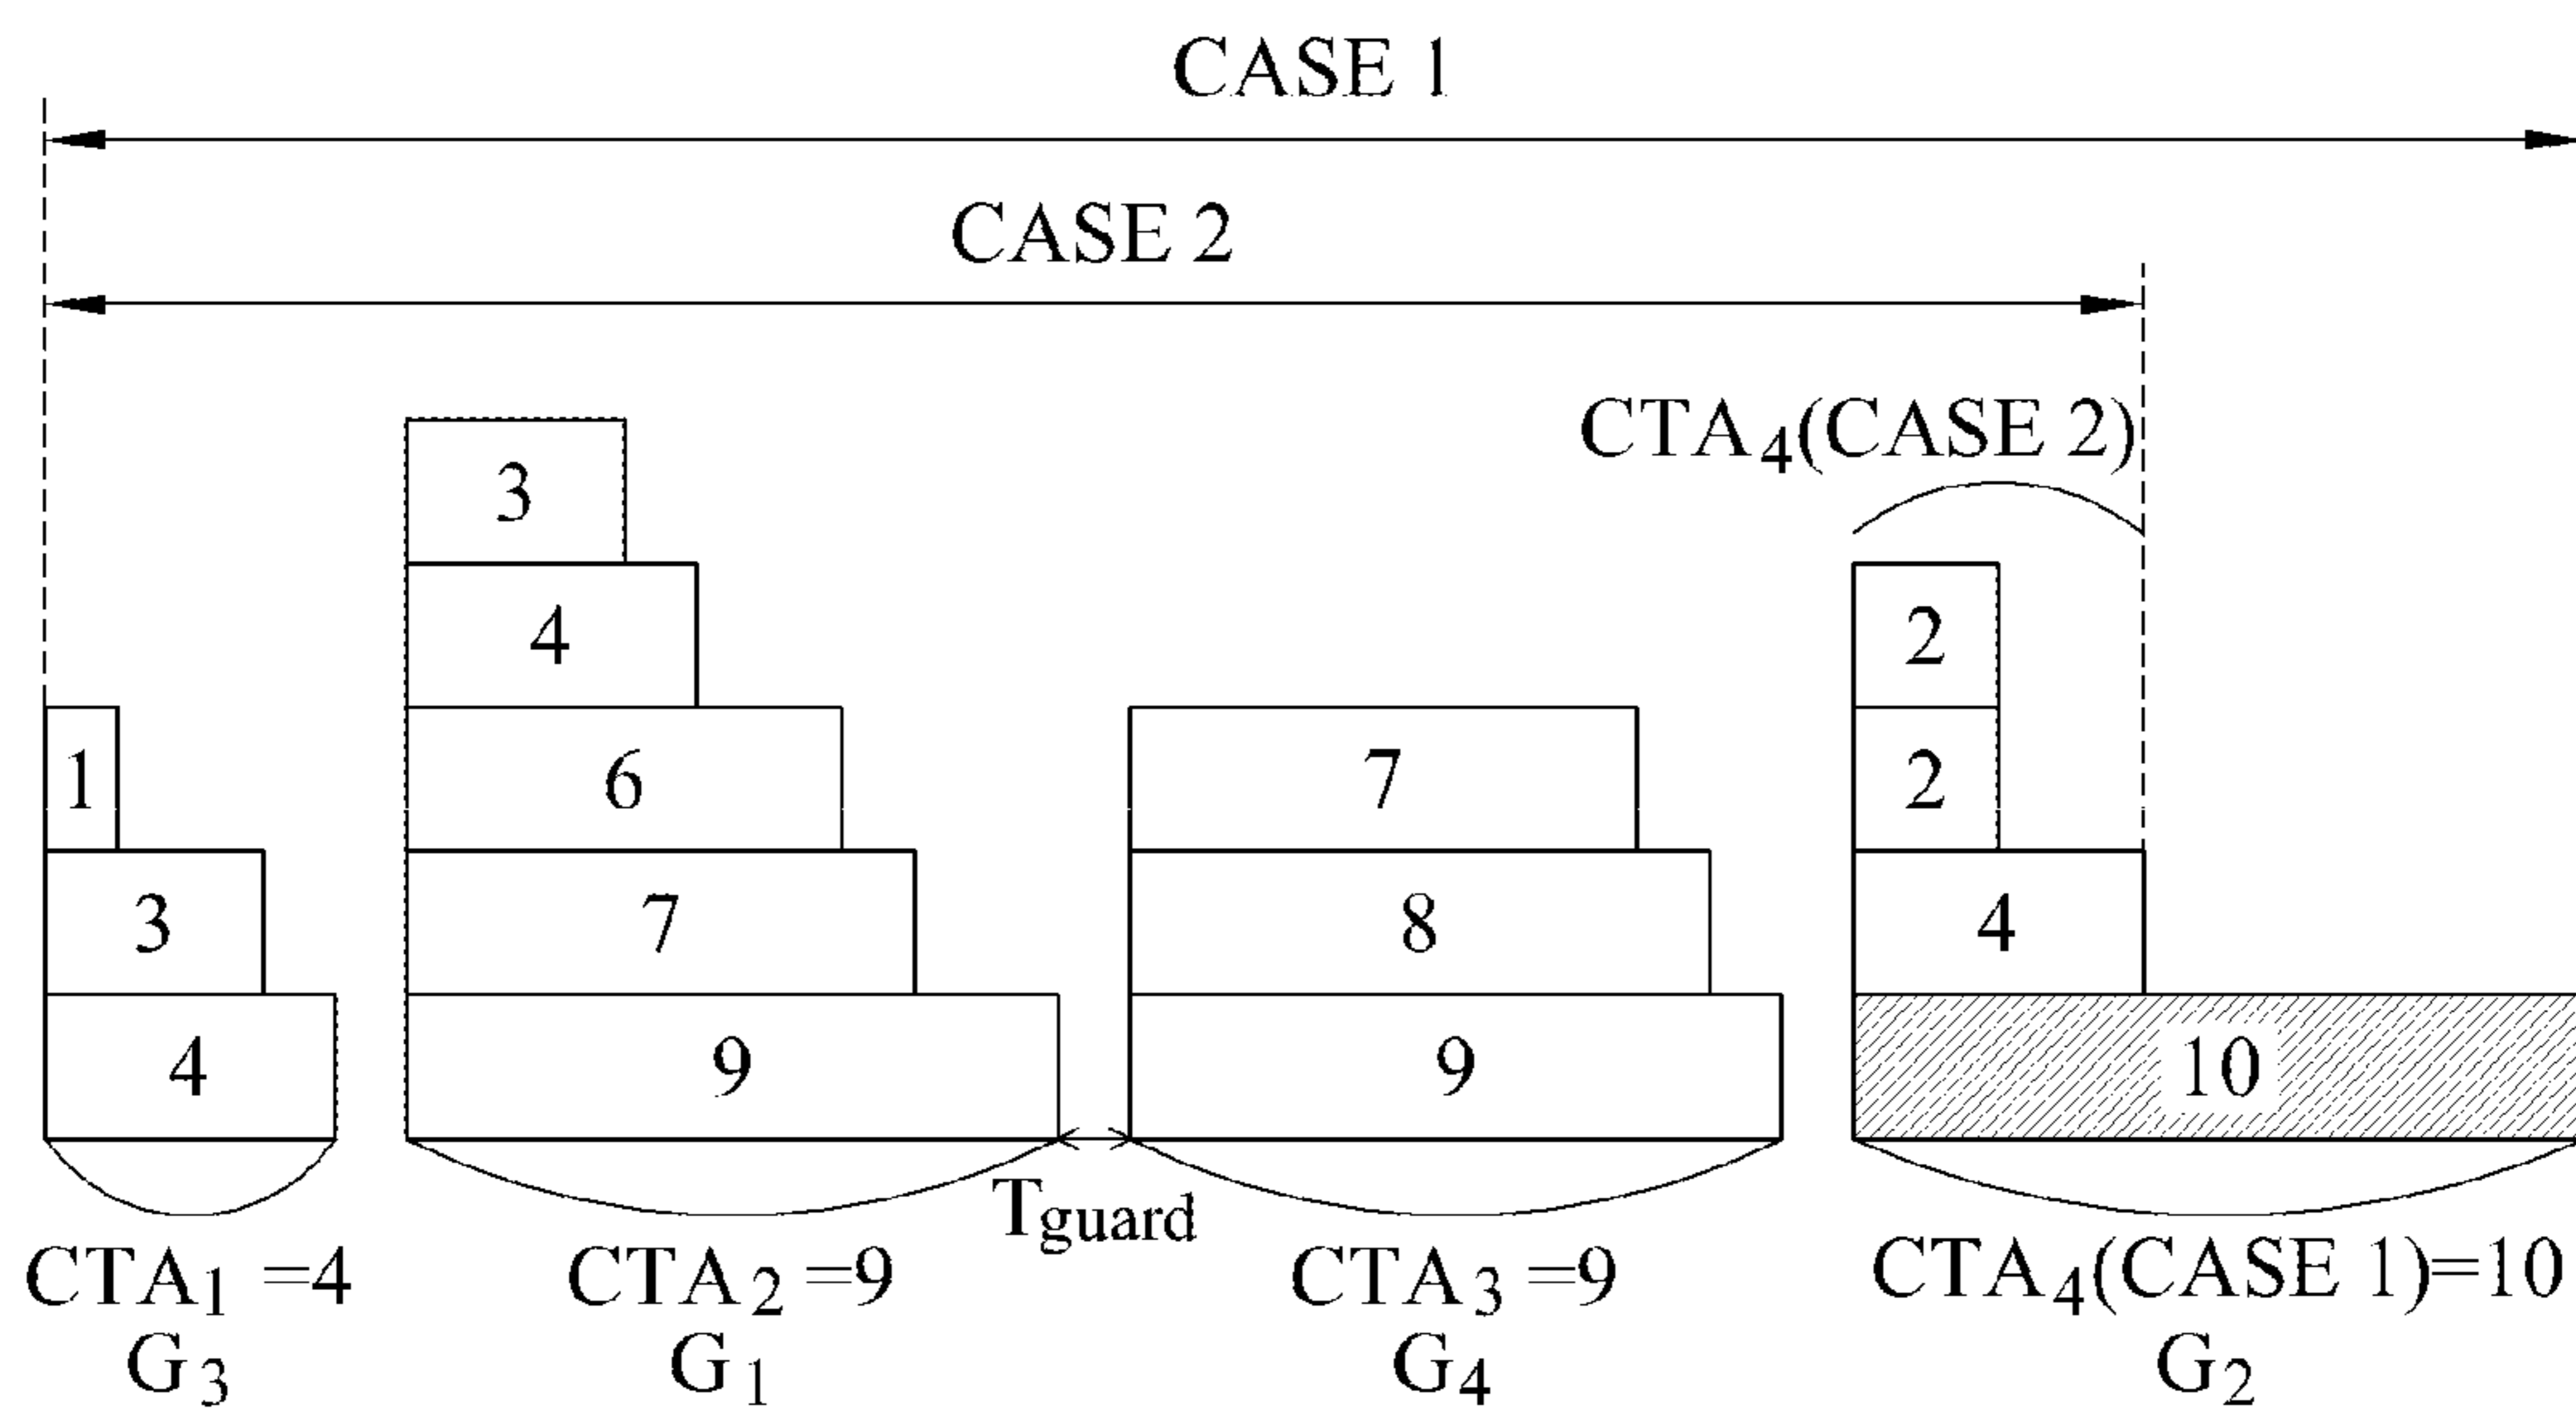 CASE 1
CASE 2
CTA4(CASE 2)
3
4 2
1 6 7 2
3 7 8 4
4 9 9 10
Tguard
CTA1 =4 CTA2 =9 CTA3 =9 CTA4(CASE 1)=10
G3 G1 G4 G2